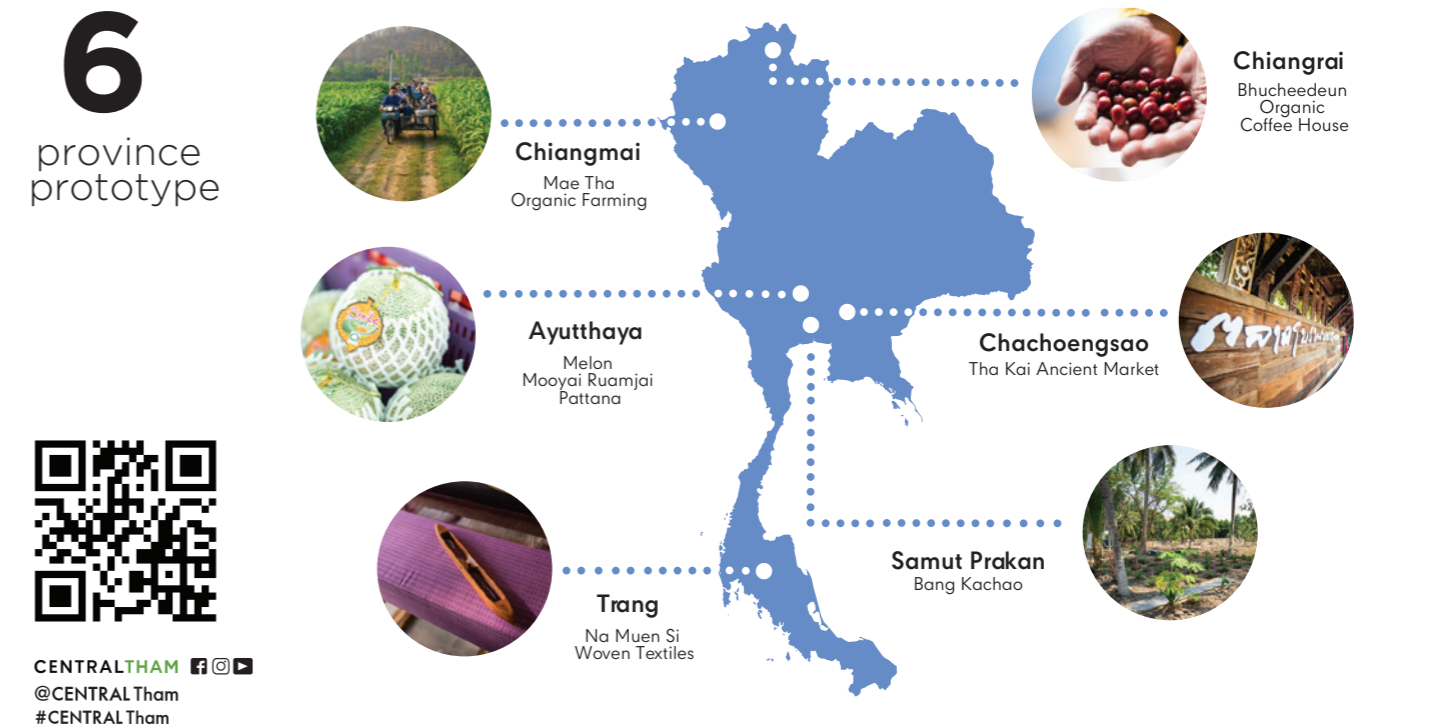 6
province
prototype
Chiangmai
Mae Tha
Organic Farming
Chiangrai
Bhucheedeun
Organic
Coffee House
Ayutthaya
Melon
Mooyai Ruamjai
Pattana
Chachoengsao
Tha Kai Ancient Market
Samut Prakan
Bang Kachao
Trang
Na Muen Si
Woven Textiles
CENTRALTHAM
@CENTRAL Tham
#CENTRAL Tham